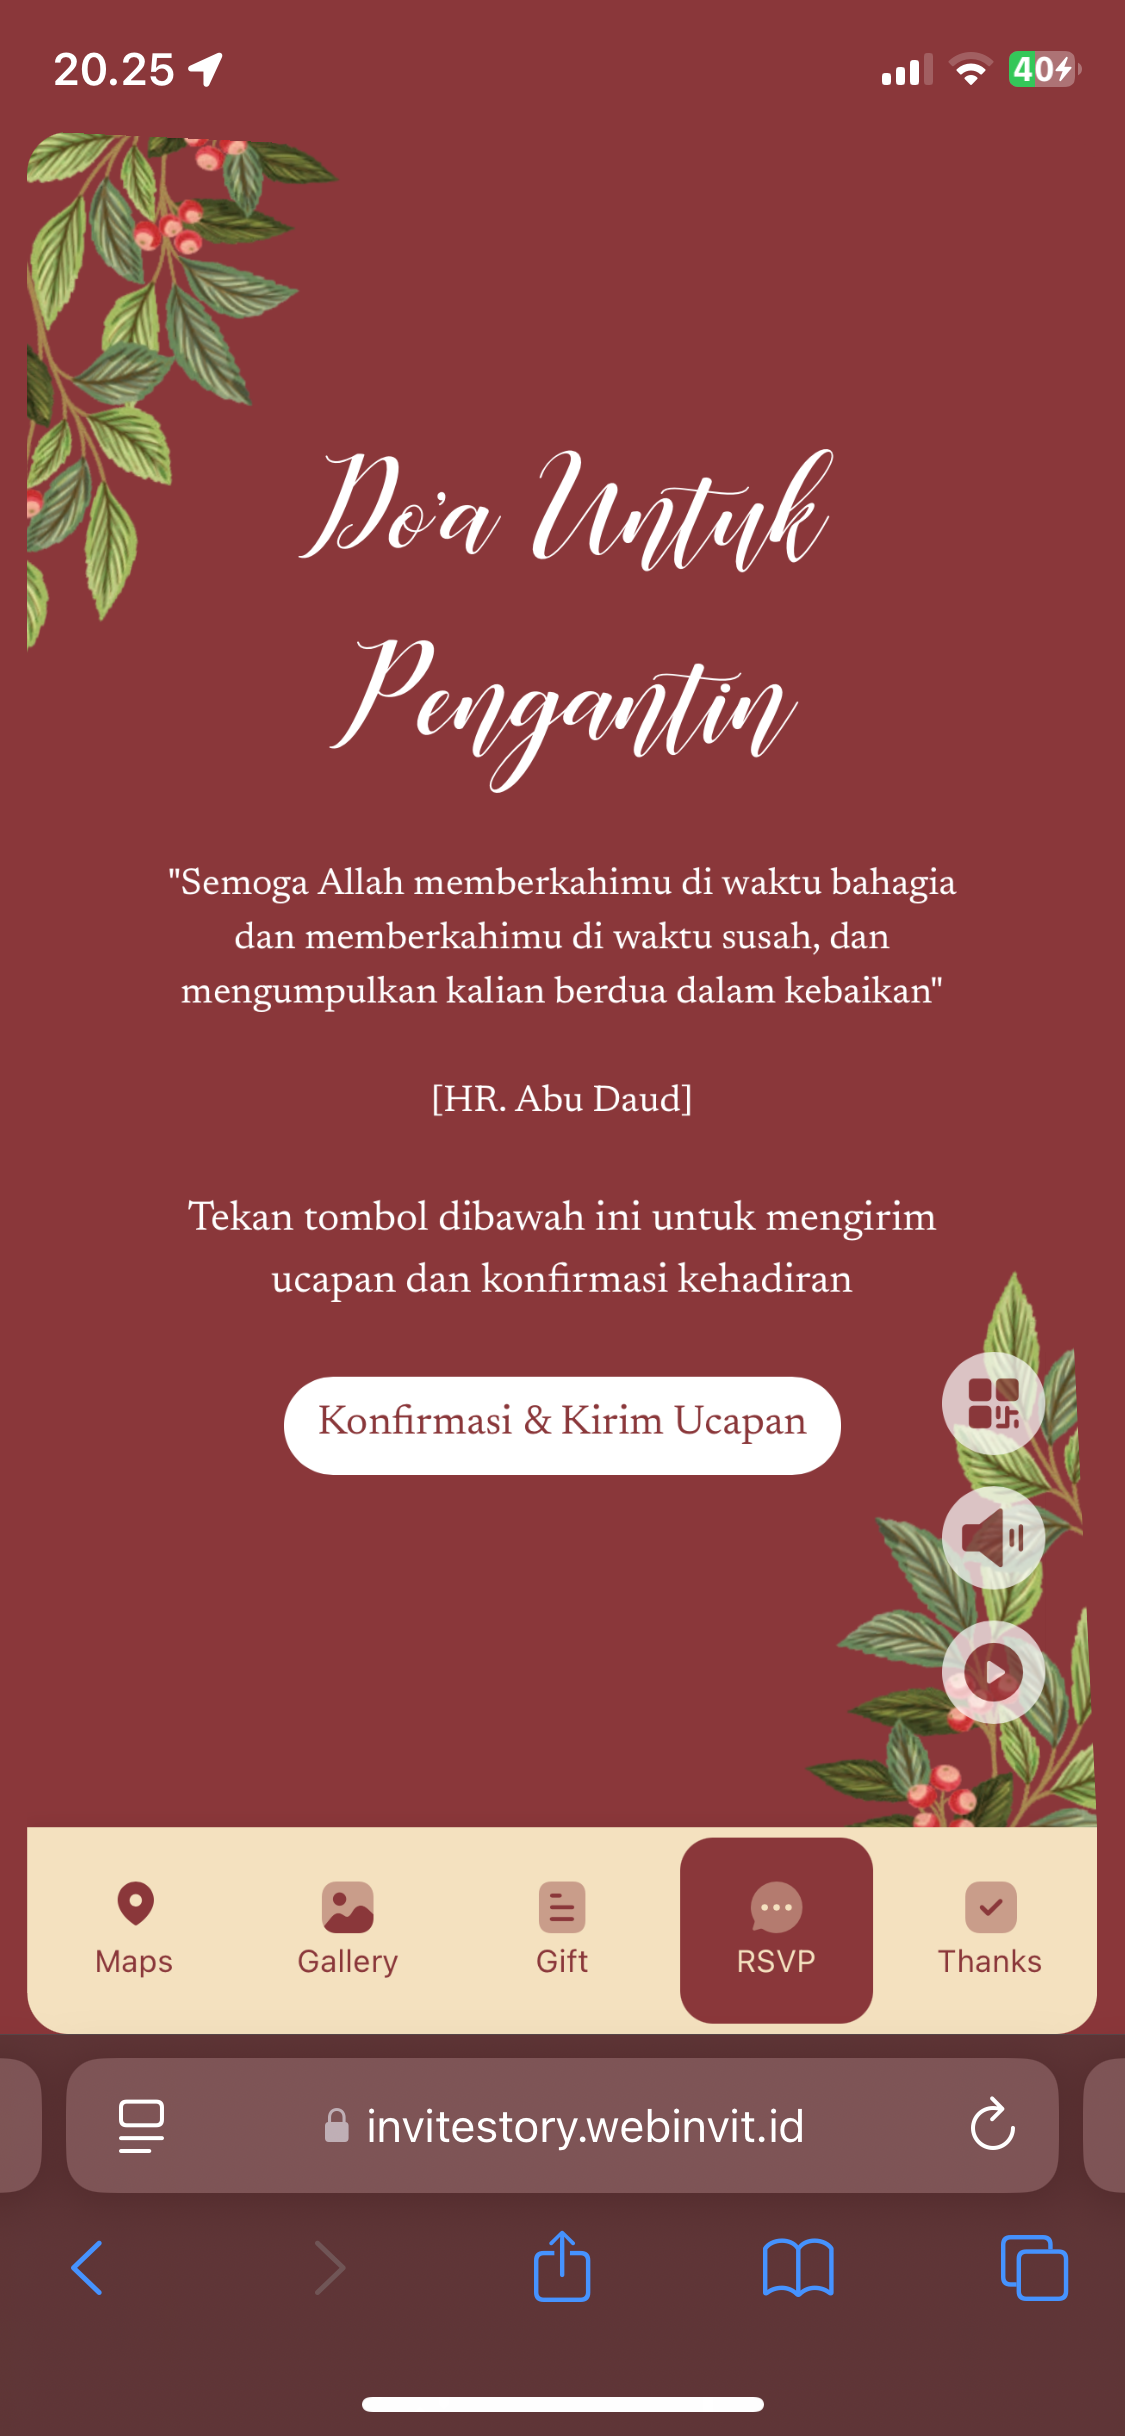 20.25
40
Do'a Untuk
Pengantin
"Semoga Allah memberkahimu di waktu bahagia
dan memberkahimu di waktu susah, dan
mengumpulkan kalian berdua dalam kebaikan"
[HR. Abu Daud]
Tekan tombol dibawah ini untuk mengirim
ucapan dan konfirmasi kehadiran
Konfirmasi & Kirim Ucapan
Maps
Gallery
Gift
RSVP
Thanks
invitestory.webinvit.id